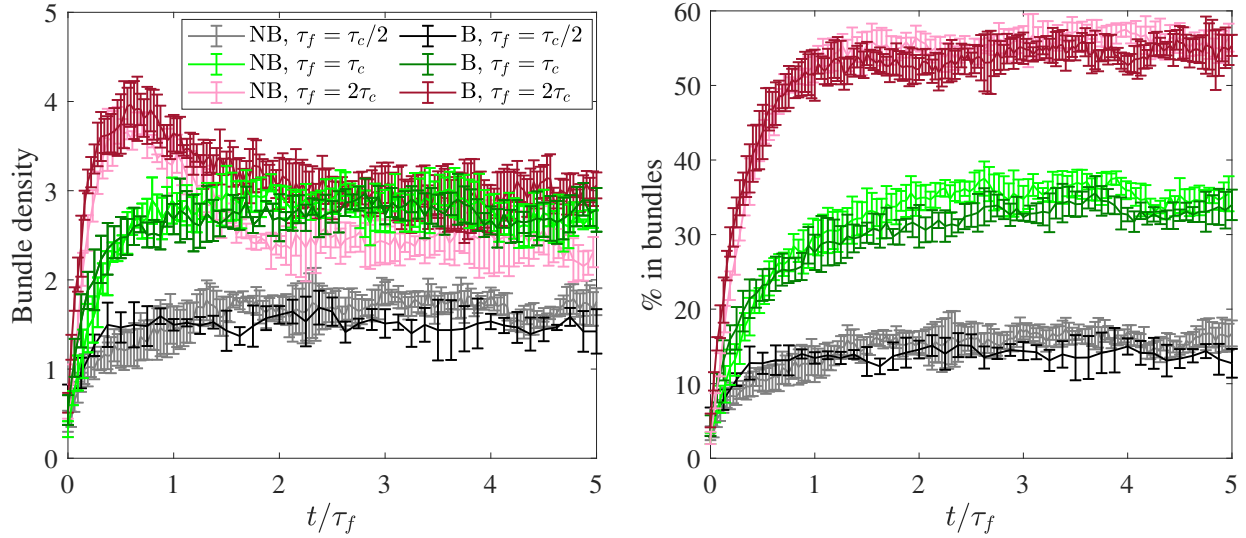 5
4
3
2
1
0
Bundle density
NB, τ_f = τ_c/2 B, τ_f = τ_c/2
NB, τ_f = τ_c B, τ_f = τ_c
NB, τ_f = 2τ_c B, τ_f = 2τ_c
0 1 2 3 4 5
t/τ_f
60
50
40
30
20
10
0
% in bundles
0 1 2 3 4 5
t/τ_f